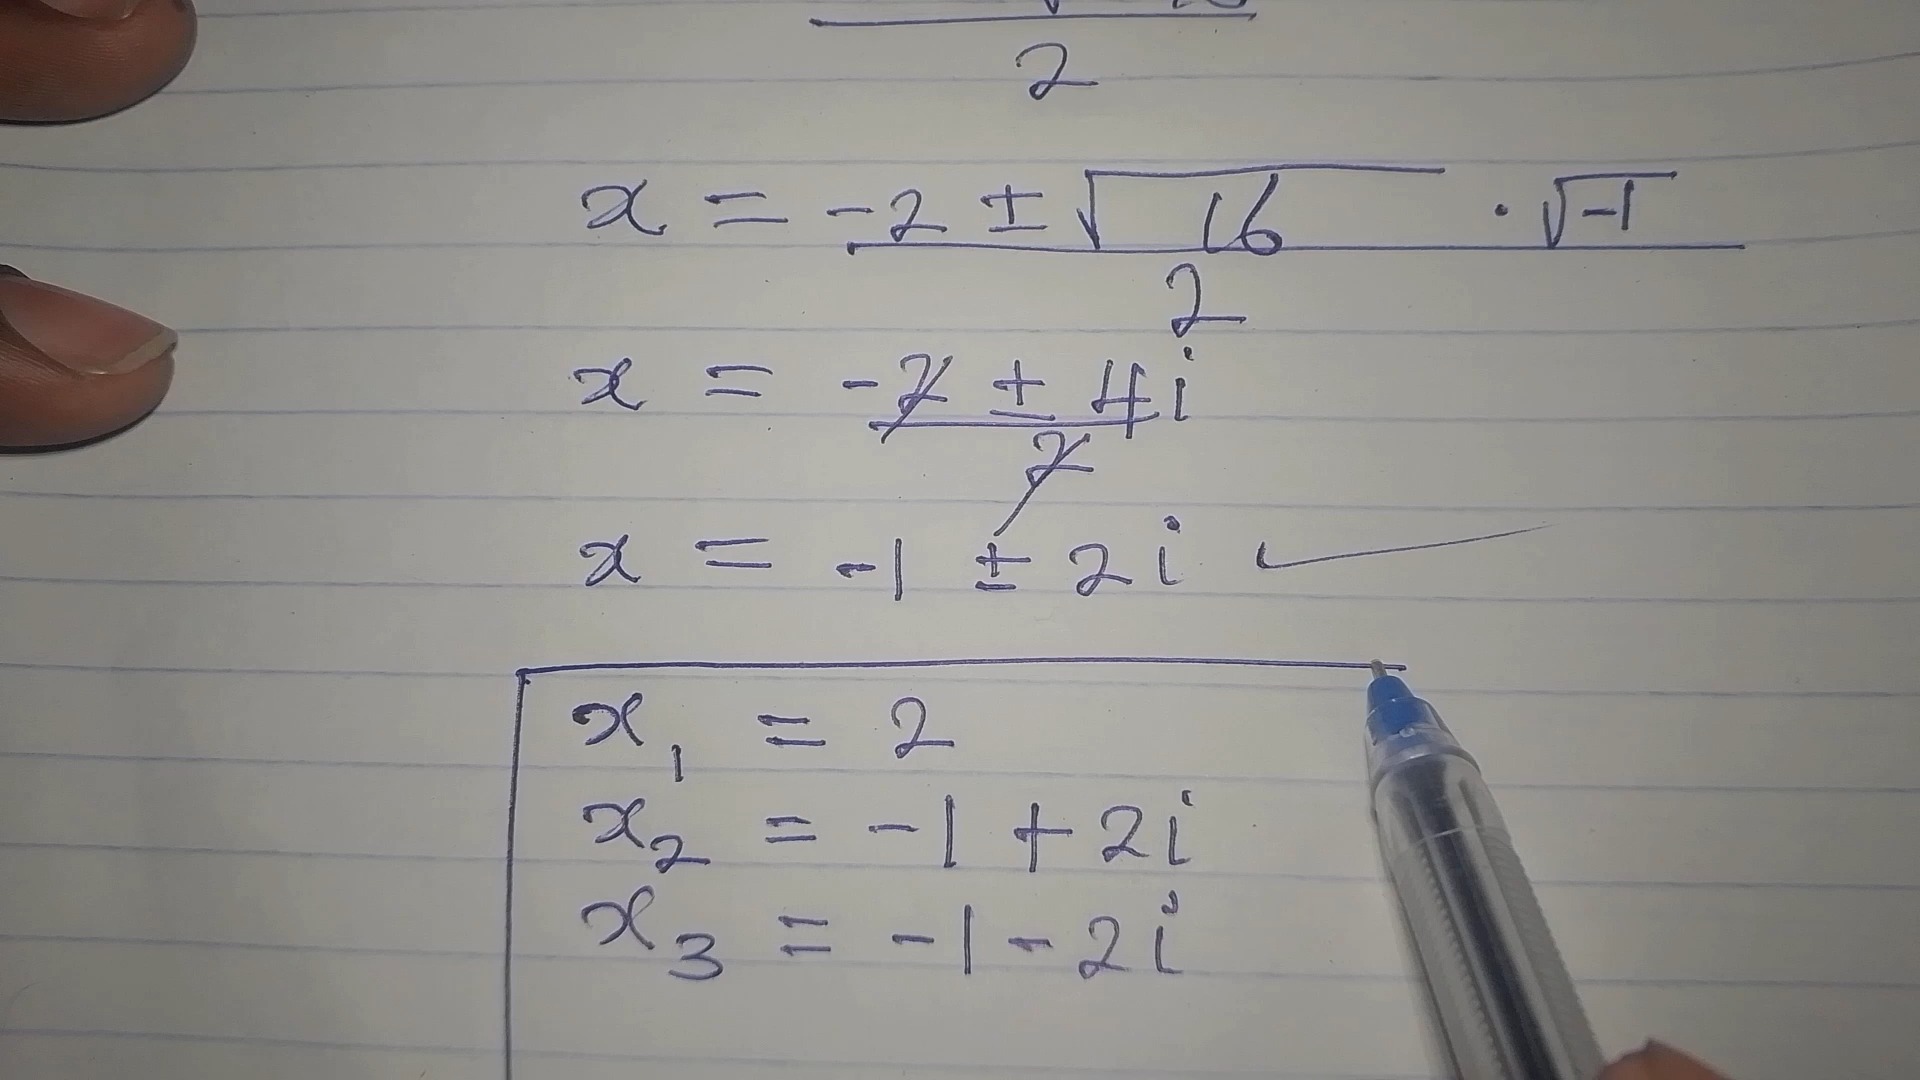 2
x = -2 ± √16 · √-1
2
x = -2 ± 4i
2
x = -1 ± 2i ✓
x₁ = 2
x₂ = -1 + 2i
x₃ = -1 - 2i